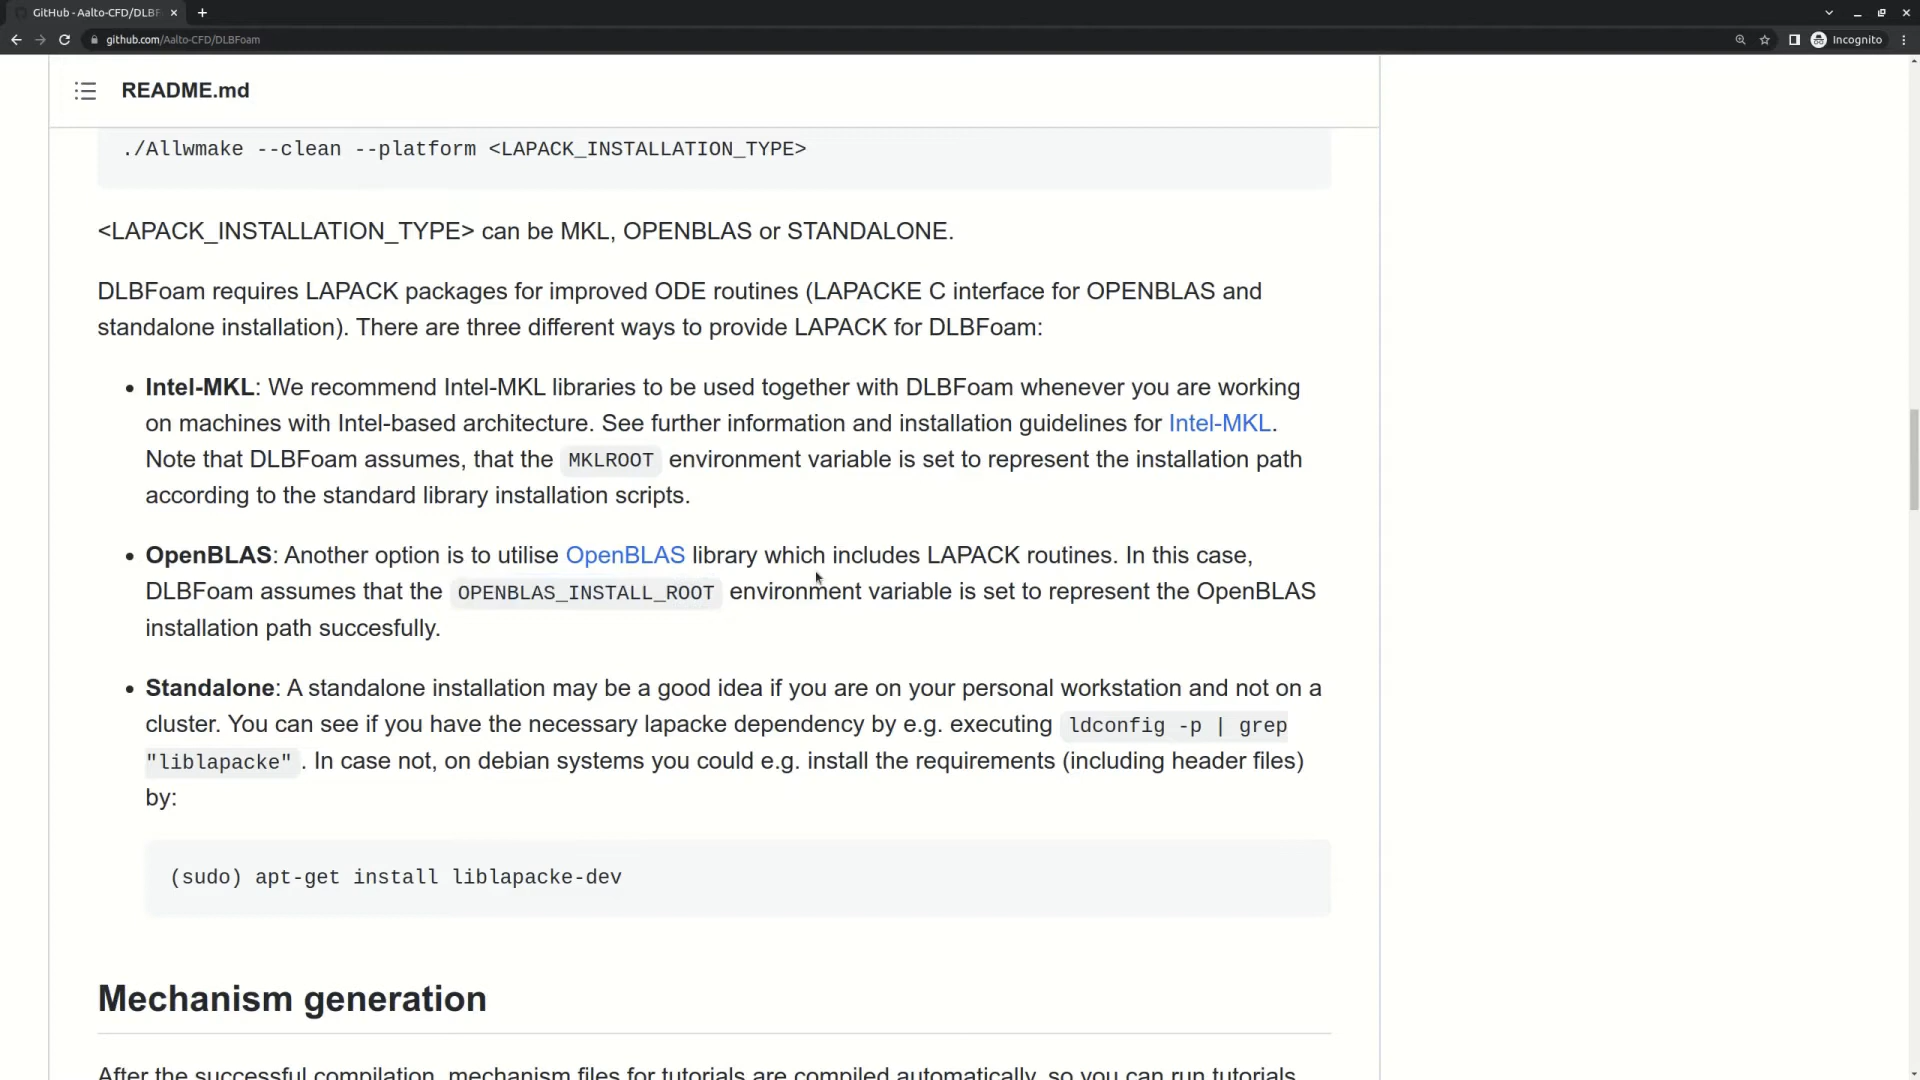 GitHub - Aalto-CFD/DLBF
github.com/Aalto-CFD/DLBFoam
Incognito
README.md
./Allwmake --clean --platform <LAPACK_INSTALLATION_TYPE>
<LAPACK_INSTALLATION_TYPE> can be MKL, OPENBLAS or STANDALONE.
DLBFoam requires LAPACK packages for improved ODE routines (LAPACKE C interface for OPENBLAS and
standalone installation). There are three different ways to provide LAPACK for DLBFoam:
• Intel-MKL: We recommend Intel-MKL libraries to be used together with DLBFoam whenever you are working
on machines with Intel-based architecture. See further information and installation guidelines for Intel-MKL.
Note that DLBFoam assumes, that the MKLROOT environment variable is set to represent the installation path
according to the standard library installation scripts.
• OpenBLAS: Another option is to utilise OpenBLAS library which includes LAPACK routines. In this case,
DLBFoam assumes that the OPENBLAS_INSTALL_ROOT environment variable is set to represent the OpenBLAS
installation path succesfully.
• Standalone: A standalone installation may be a good idea if you are on your personal workstation and not on a
cluster. You can see if you have the necessary lapacke dependency by e.g. executing ldconfig -p | grep
"liblapacke" . In case not, on debian systems you could e.g. install the requirements (including header files)
by:
(sudo) apt-get install liblapacke-dev
Mechanism generation
After the successful compilation, mechanism files for tutorials are compiled automatically, so you can run tutorials